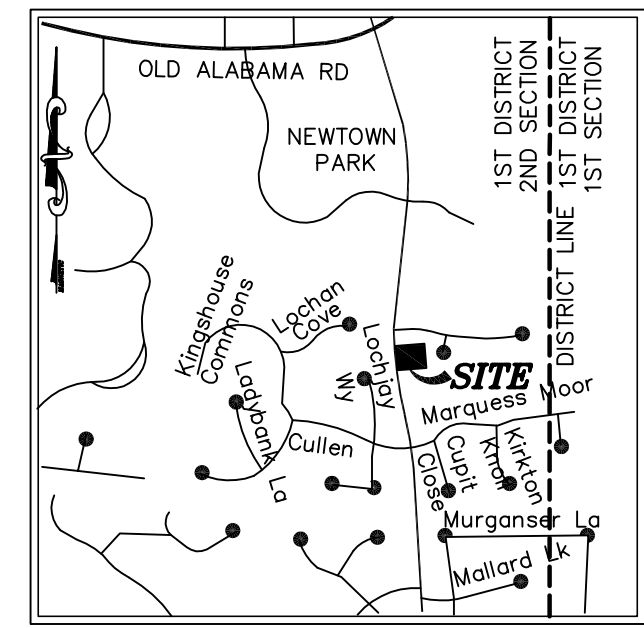 OLD ALABAMA RD
NEWTOWN
PARK
1ST DISTRICT
2ND SECTION
1ST DISTRICT
1ST SECTION
DISTRICT LINE
Kingshouse
Commons
Lochan
Cove
Lochjay
Wy
SITE
Marquess Moor
Ladybank La
Cullen
Close
Cupit
Knoll
Kirkton
Murganser La
Mallard Lk